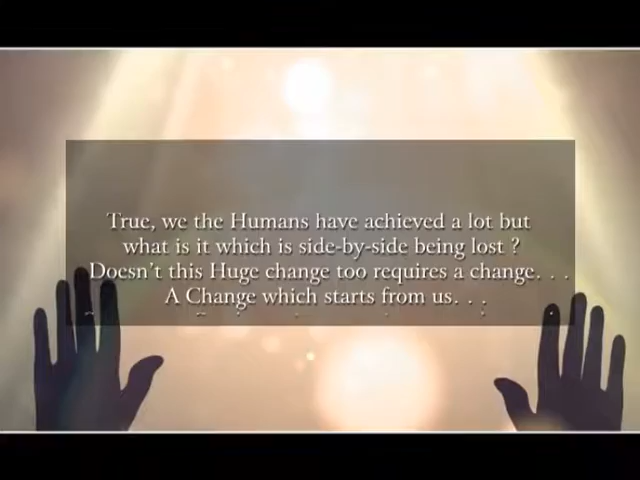 True, we the Humans have achieved a lot but
what is it which is side-by-side being lost ?
Doesn't this Huge change too requires a change. . .
A Change which starts from us. . .